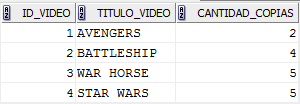 ID_VIDEO TITULO_VIDEO CANTIDAD_COPIAS
1 AVENGERS 2
2 BATTLESHIP 4
3 WAR HORSE 5
4 STAR WARS 5